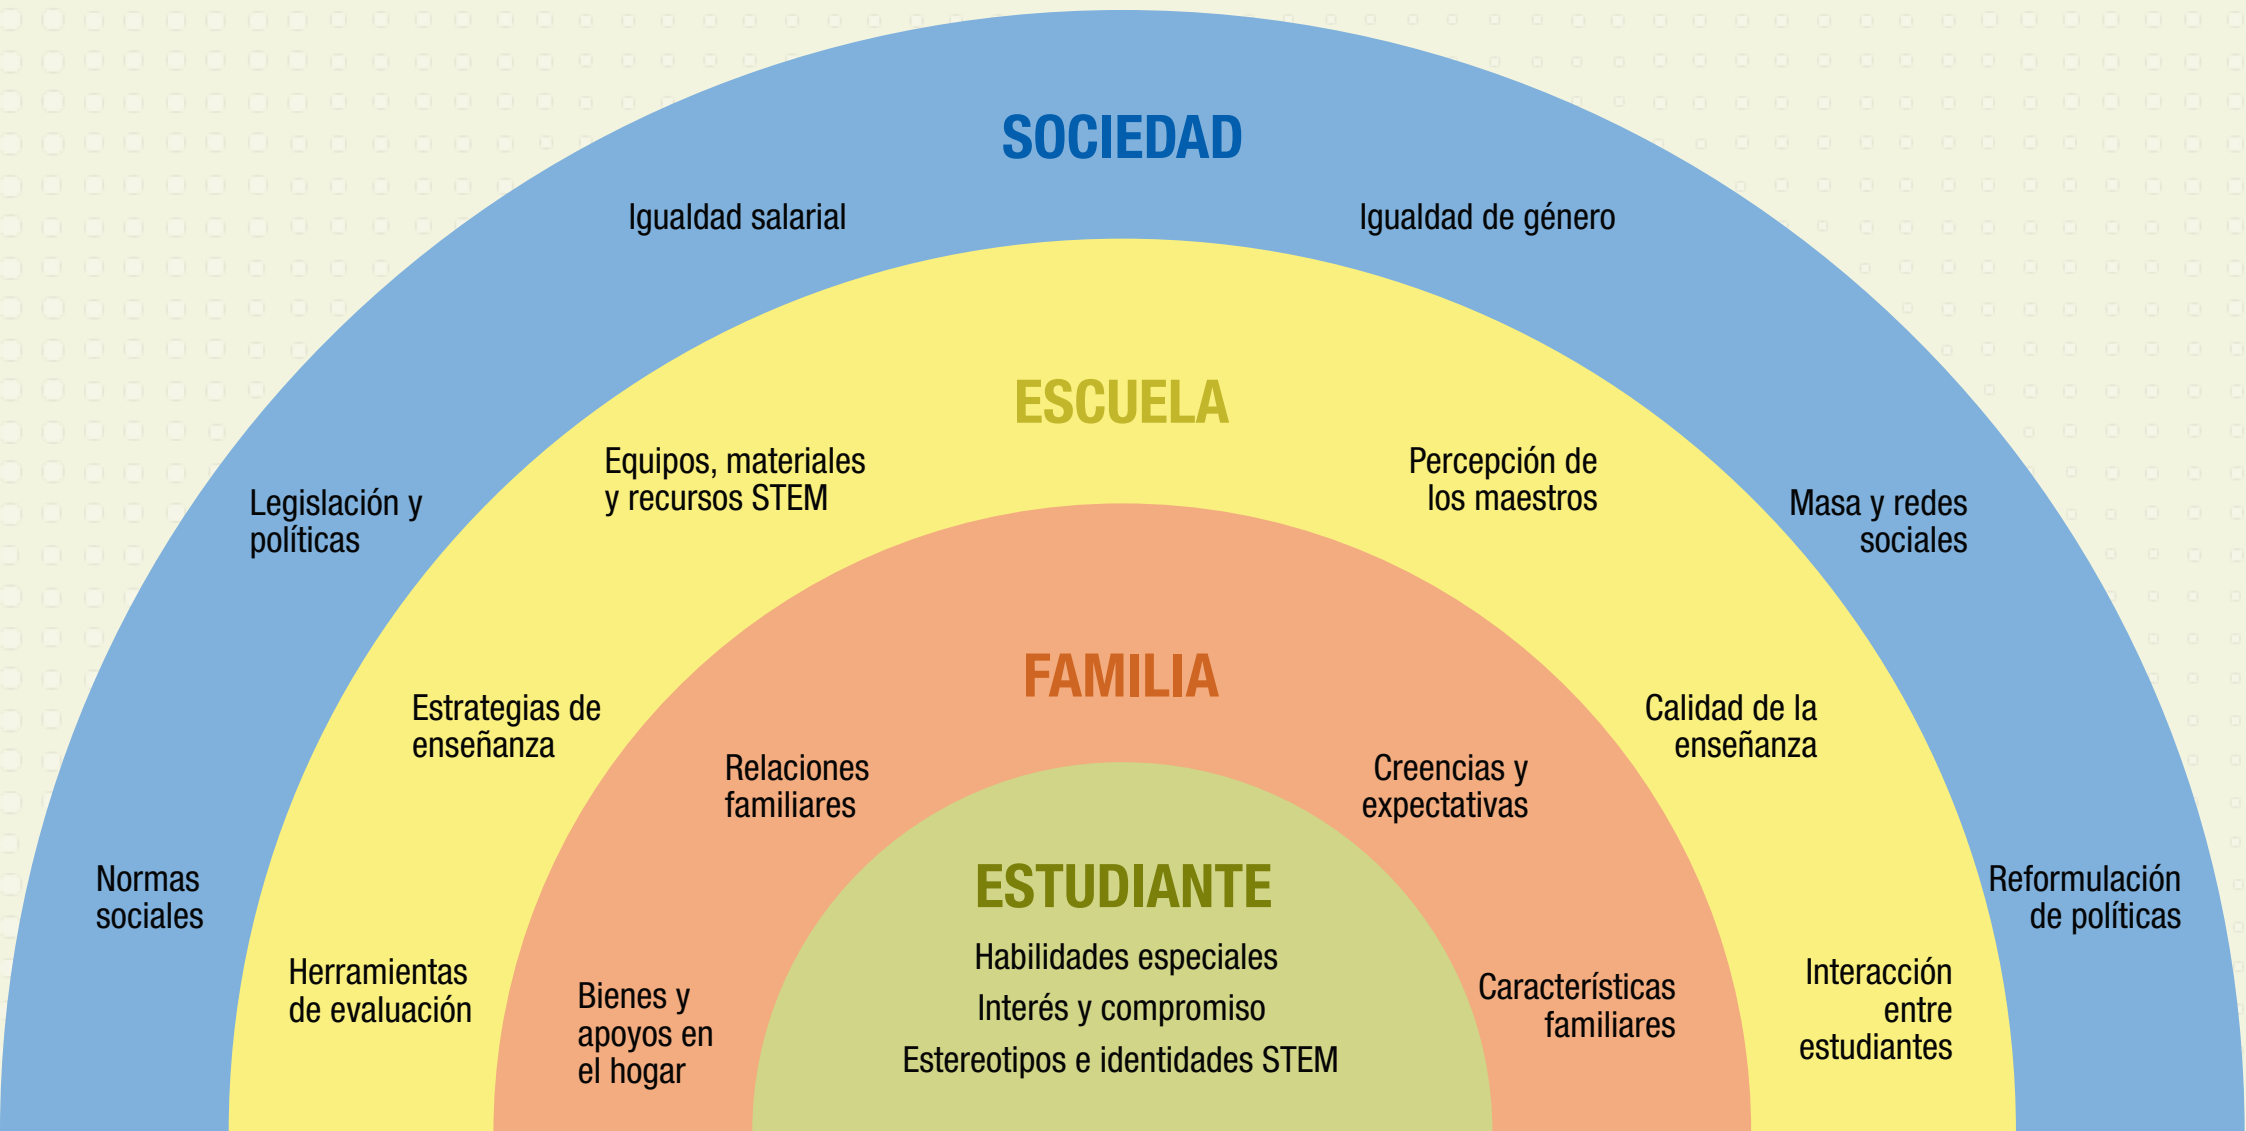 SOCIEDAD
Igualdad salarial
Igualdad de género
Legislación y
políticas
Masa y redes
sociales
Normas
sociales
Reformulación
de políticas
ESCUELA
Equipos, materiales
y recursos STEM
Percepción de
los maestros
Estrategias de
enseñanza
Calidad de la
enseñanza
Herramientas
de evaluación
Interacción
entre
estudiantes
FAMILIA
Relaciones
familiares
Creencias y
expectativas
Bienes y
apoyos en
el hogar
Características
familiares
ESTUDIANTE
Habilidades especiales
Interés y compromiso
Estereotipos e identidades STEM